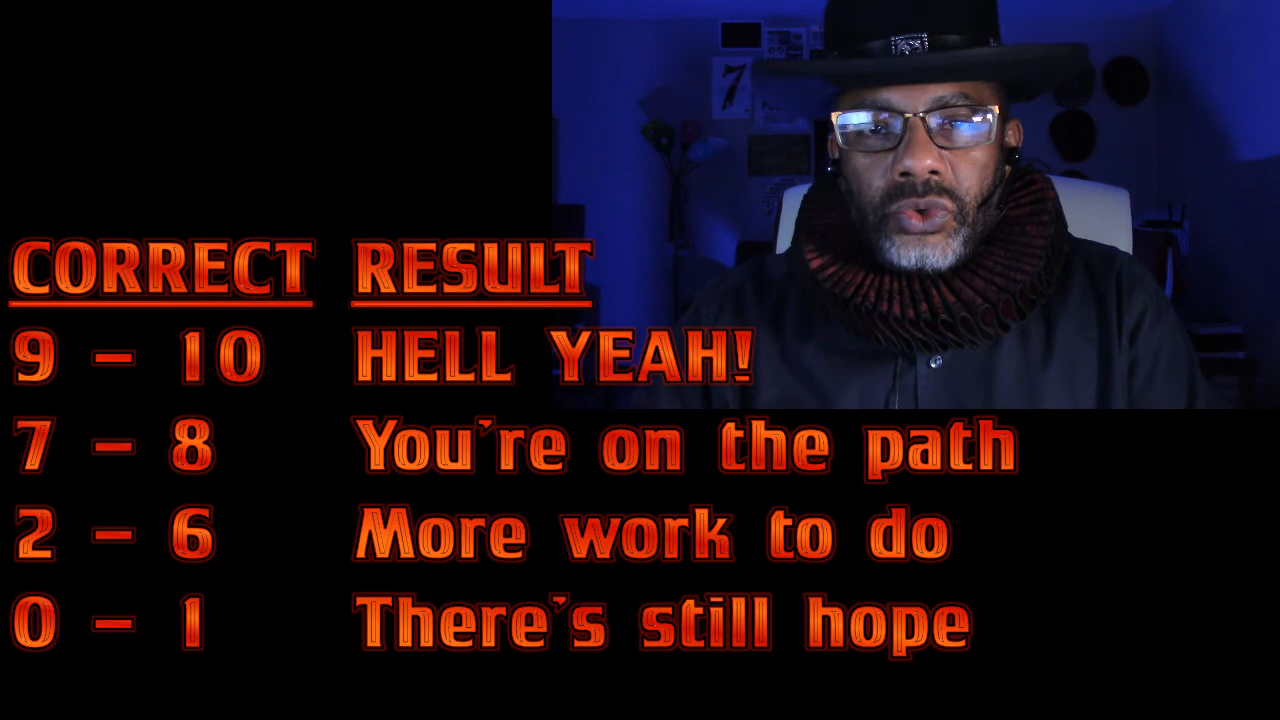 7
CORRECT RESULT
9 – 10 HELL YEAH!
7 – 8 You're on the path
2 – 6 More work to do
0 – 1 There's still hope